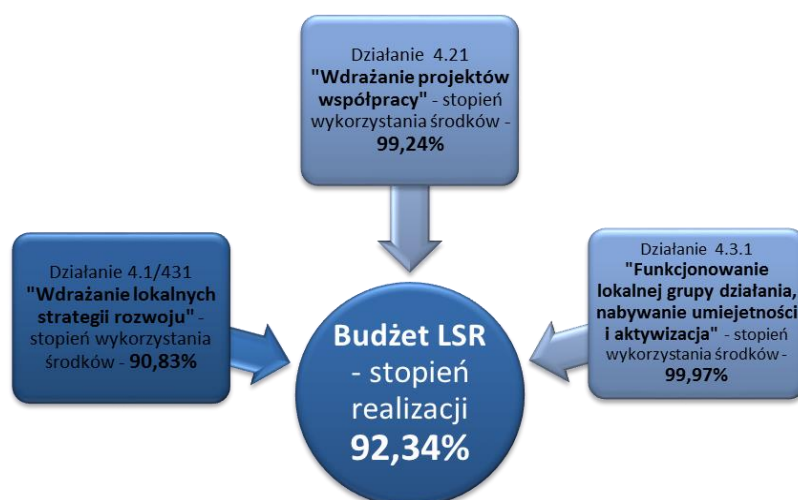 Działanie 4.21
"Wdrażanie projektów
współpracy" - stopień
wykorzystania środków -
99,24%
Działanie 4.1/431
"Wdrażanie lokalnych
strategii rozwoju" -
stopień wykorzystania
środków - 90,83%
Działanie 4.3.1
"Funkcjonowanie
lokalnej grupy działania,
nabywanie umiejetności
i aktywizacja" - stopień
wykorzystania środków -
99,97%
Budżet LSR
- stopień
realizacji
92,34%